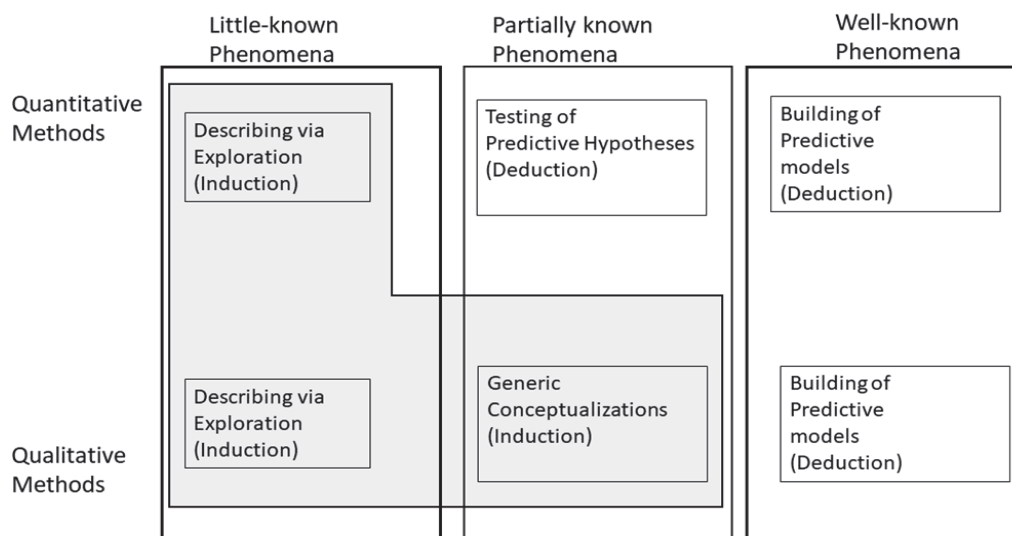 Little-known
Phenomena
Partially known
Phenomena
Well-known
Phenomena
Quantitative
Methods
Describing via
Exploration
(Induction)
Testing of
Predictive Hypotheses
(Deduction)
Building of
Predictive
models
(Deduction)
Qualitative
Methods
Describing via
Exploration
(Induction)
Generic
Conceptualizations
(Induction)
Building of
Predictive
models
(Deduction)